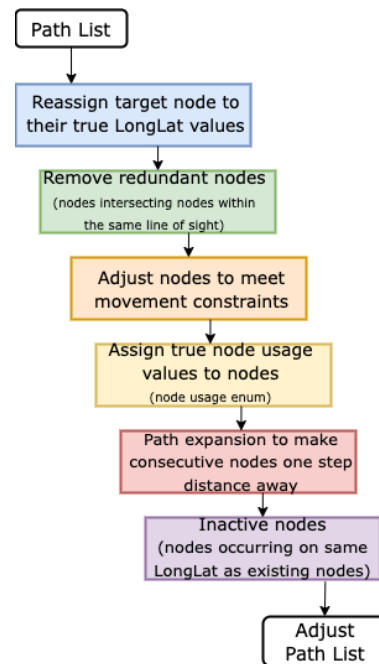 Path List
Reassign target node to
their true LongLat values
Remove redundant nodes
(nodes intersecting nodes within
the same line of sight)
Adjust nodes to meet
movement constraints
Assign true node usage
values to nodes
(node usage enum)
Path expansion to make
consecutive nodes one step
distance away
Inactive nodes
(nodes occurring on same
LongLat as existing nodes)
Adjust
Path List